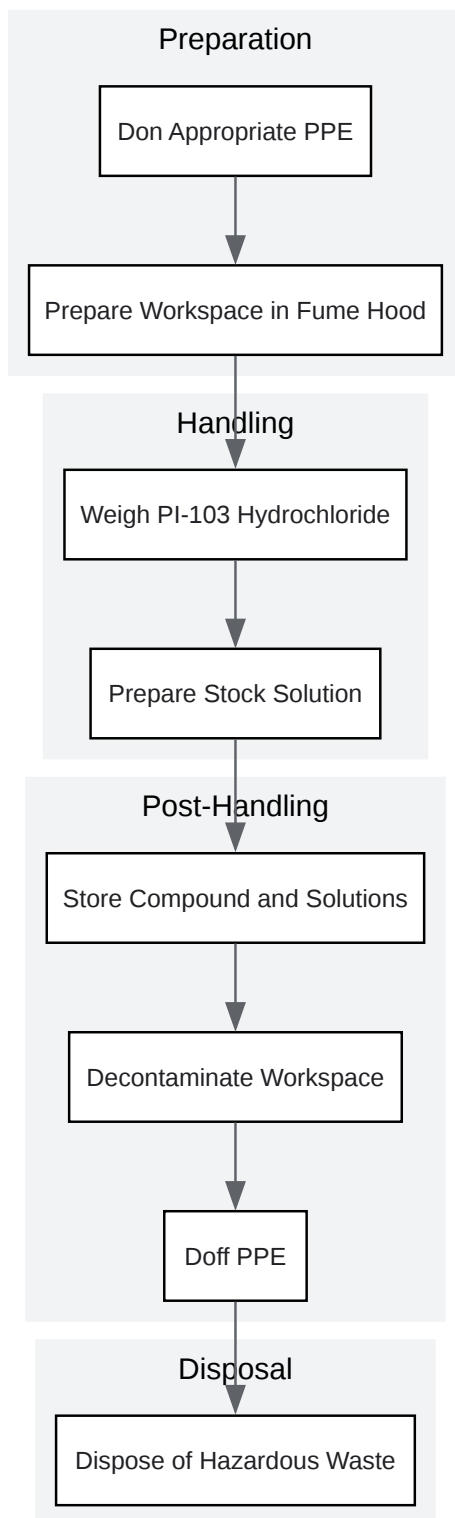 Preparation
Don Appropriate PPE
Prepare Workspace in Fume Hood
Handling
Weigh PI-103 Hydrochloride
Prepare Stock Solution
Post-Handling
Store Compound and Solutions
Decontaminate Workspace
Doff PPE
Disposal
Dispose of Hazardous Waste